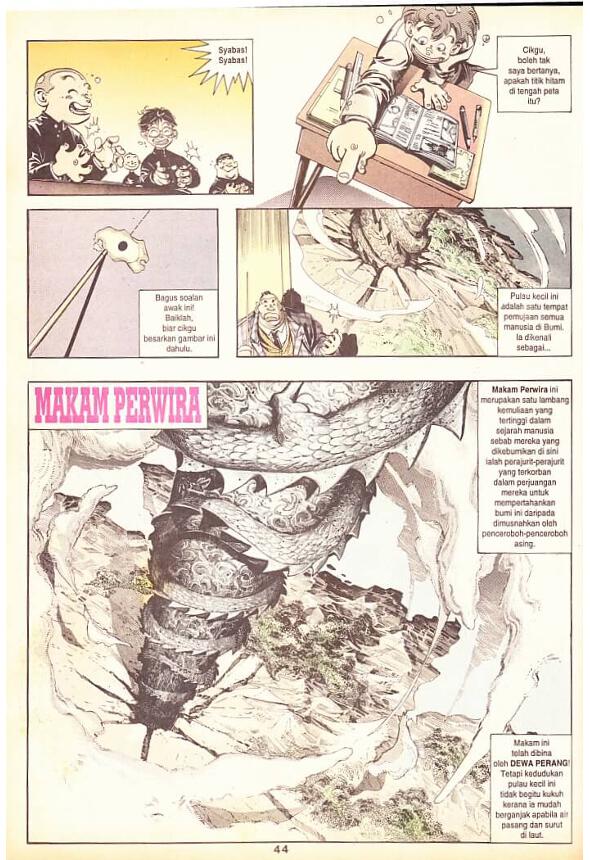 Syabas!
Syabas!
Cikgu,
boleh tak
saya bertanya,
apakah titik hitam
di tengah peta
itu?
Bagus soalan
awak ini!
Baiklah,
biar cikgu
besarkan gambar ini
dahulu.
Pulau kecil ini
adalah satu tempat
pemujaan semua
manusia di Bumi.
Ia dikenali
sebagai...
MAKAM PERWIRA
Makam Perwira ini
merupakan satu lambang
kemuliaan yang
tertinggi dalam
sejarah manusia
sebab mereka yang
dikebumikan di sini
ialah perajurit-perajurit
yang terkorban
dalam perjuangan
mereka untuk
mempertahankan
bumi ini daripada
dimusnahkan oleh
penceroboh-penceroboh
asing.
Makam ini
telah dibina
oleh DEWA PERANG!
Tetapi kedudukan
pulau kecil ini
tidak begitu kukuh
kerana ia mudah
berganjak apabila air
pasang dan surut
di laut.
44